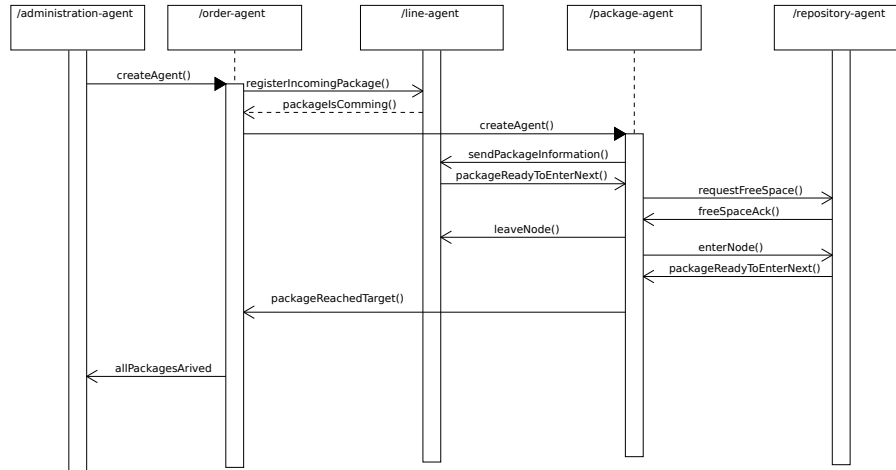 /administration-agent
/order-agent
/line-agent
/package-agent
/repository-agent
createAgent()
registerIncomingPackage()
packageIsComming()
createAgent()
sendPackageInformation()
packageReadyToEnterNext()
requestFreeSpace()
freeSpaceAck()
leaveNode()
enterNode()
packageReadyToEnterNext()
packageReachedTarget()
allPackagesArived